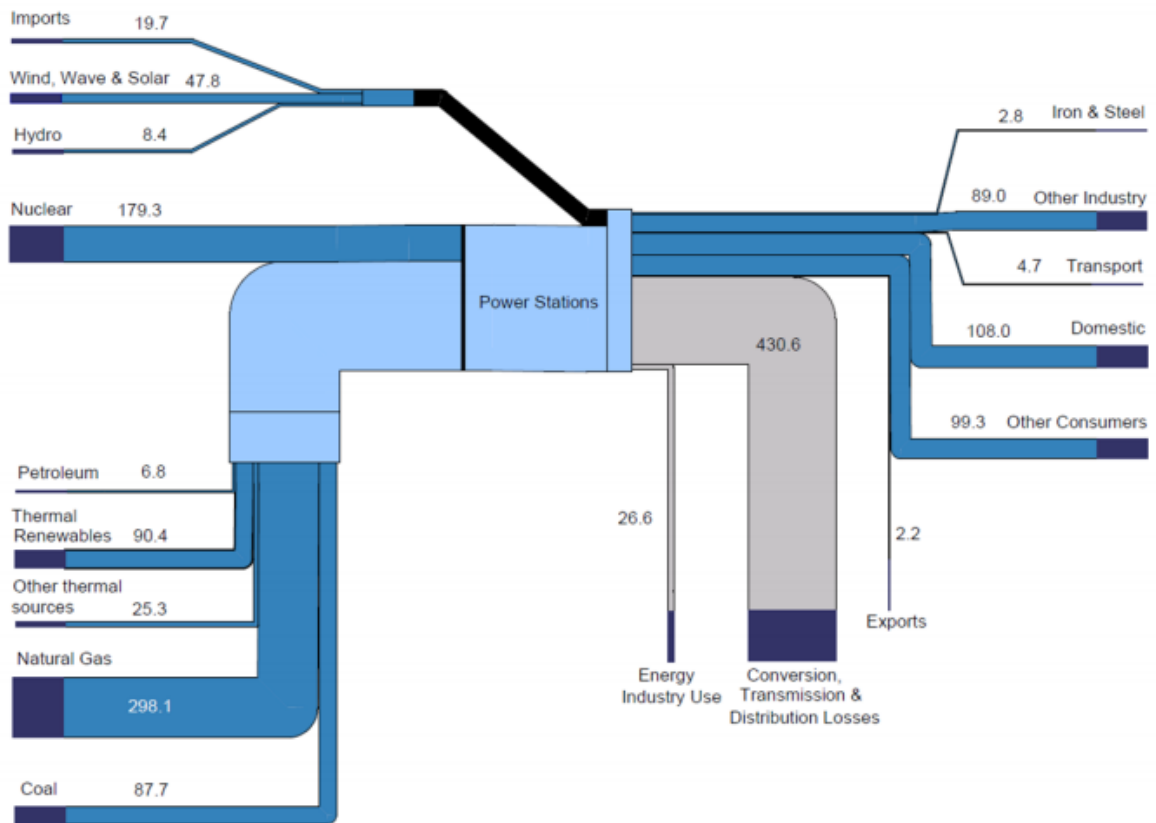 Imports
19.7
Wind, Wave & Solar
47.8
Hydro
8.4
Nuclear
179.3
Power Stations
2.8
Iron & Steel
89.0
Other Industry
4.7
Transport
108.0
Domestic
99.3
Other Consumers
430.6
26.6
2.2
Exports
Energy
Industry Use
Conversion,
Transmission &
Distribution Losses
Petroleum
6.8
Thermal
Renewables
90.4
Other thermal
sources
25.3
Natural Gas
298.1
Coal
87.7